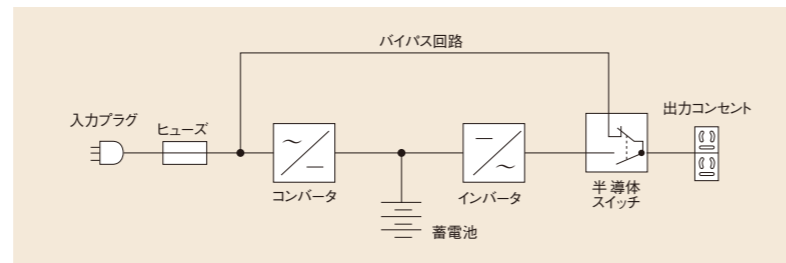 バイパス回路
入力プラグ
ヒューズ
出力コンセント
コンバータ
インバータ
半導体
スイッチ
蓄電池